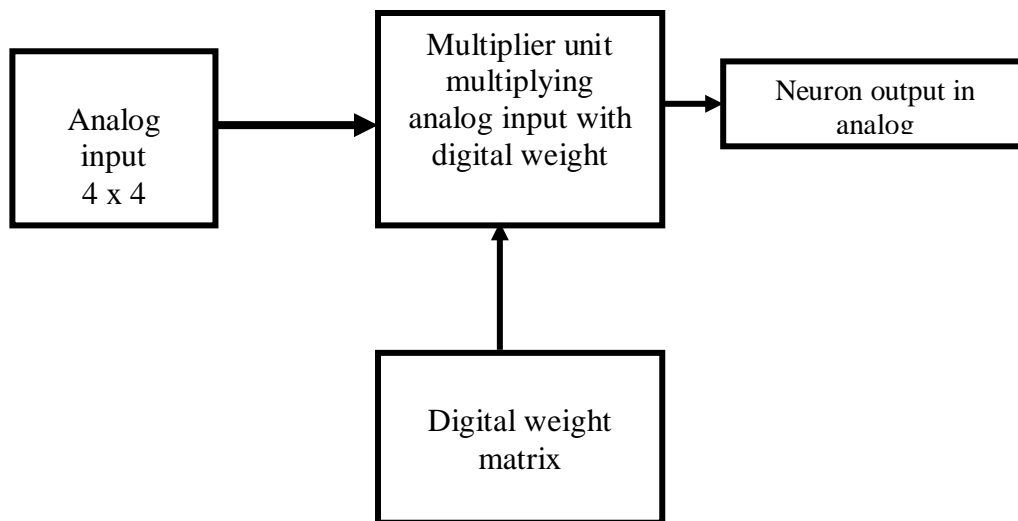 Analog
input
4 x 4
Multiplier unit
multiplying
analog input with
digital weight
Neuron output in
analog
Digital weight
matrix